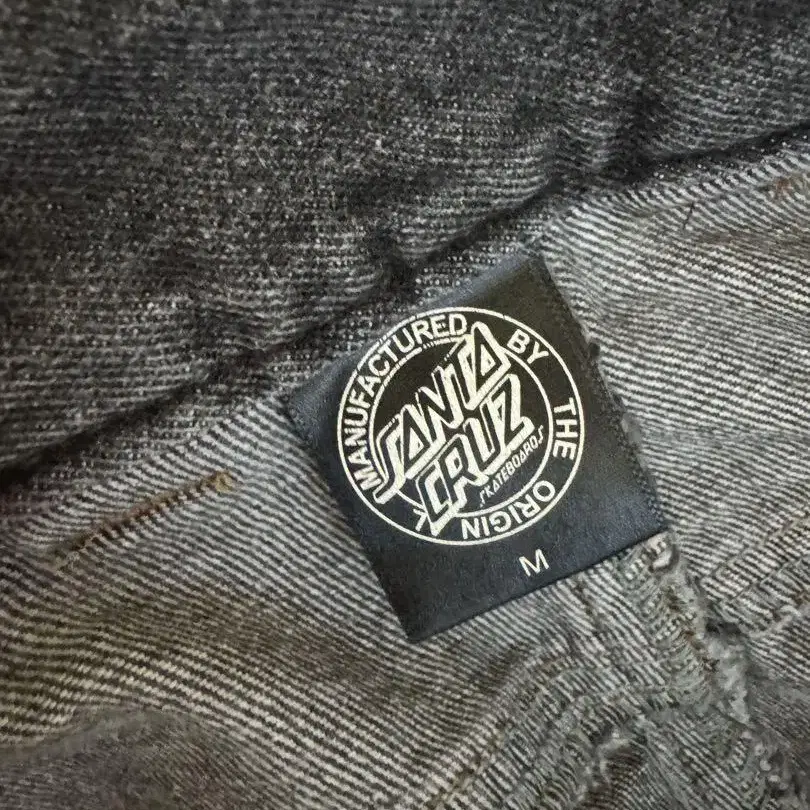 MANUFACTURED BY THE ORIGIN
SANTA
CRUZ
SKATEBOARDS
M